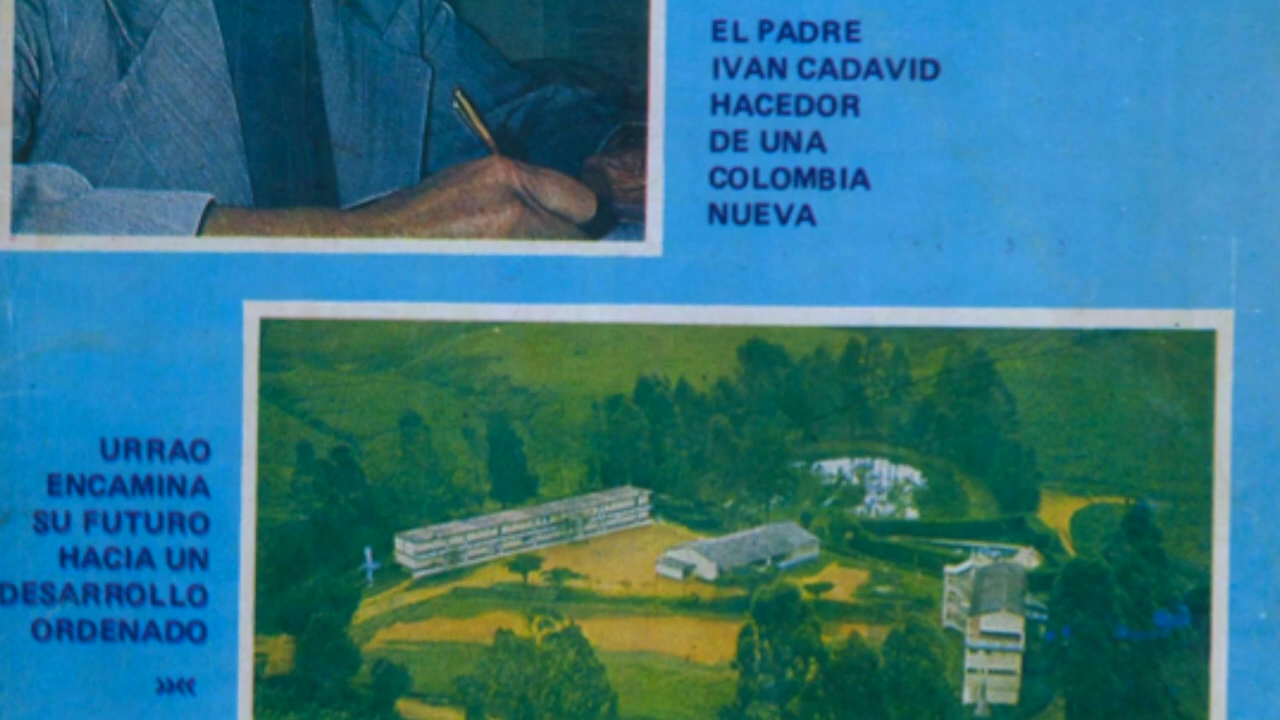 EL PADRE
IVAN CADAVID
HACEDOR
DE UNA
COLOMBIA
NUEVA
URRAO
ENCAMINA
SU FUTURO
HACIA UN
DESARROLLO
ORDENADO
»«